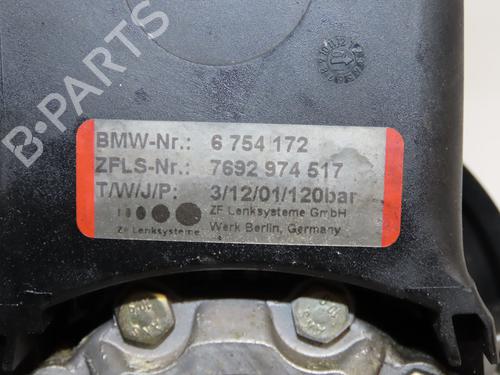 BMW-Nr.: 6 754 172
ZFLS-Nr.: 7692 974 517
T/W/J/P: 3/12/01/120bar
ZF Lenksysteme GmbH
ZF Lenksysteme Werk Berlin, Germany
B-PARTS